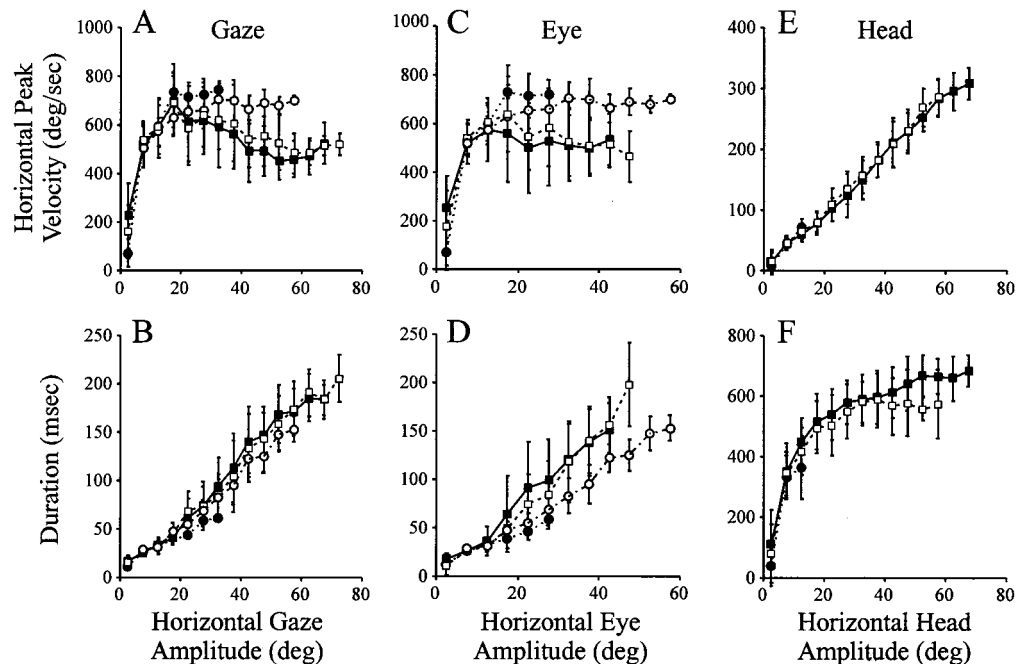 A Gaze
C Eye
E Head
Horizontal Peak
Velocity (deg/sec)
1000
800
600
400
200
0
0 20 40 60 80
1000
800
600
400
200
0
0 20 40 60
400
300
200
100
0
0 20 40 60 80
B
D
F
Duration (msec)
250
200
150
100
50
0
0 20 40 60 80
250
200
150
100
50
0
0 20 40 60
800
600
400
200
0
0 20 40 60 80
Horizontal Gaze
Amplitude (deg)
Horizontal Eye
Amplitude (deg)
Horizontal Head
Amplitude (deg)